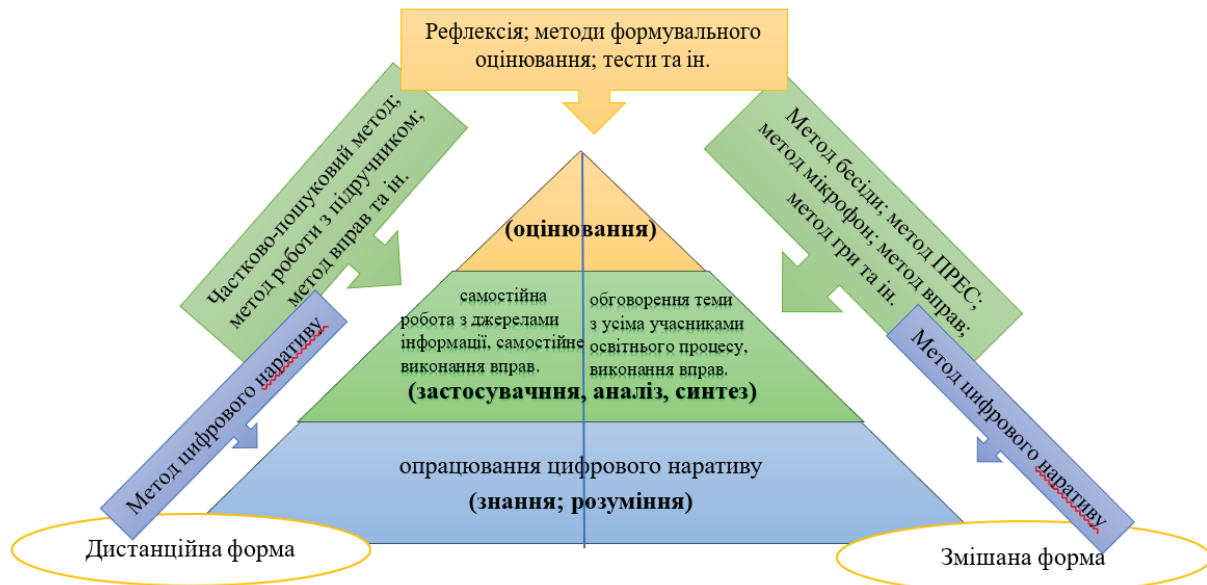 Рефлексія; методи формувального
оцінювання; тести та ін.
Частково-пошуковий метод;
метод роботи з підручником;
метод вправ та ін.
Метод бесіди; метод ПРЕС;
метод мікрофон; метод вправ;
метод гри та ін.
(оцінювання)
самостійна
робота з джерелами
інформації, самостійне
виконання вправ.
обговорення теми
з усіма учасниками
освітнього процесу,
виконання вправ.
(застосувачння, аналіз, синтез)
Метод цифрового наративу
Метод цифрового наративу
опрацювання цифрового наративу
(знання; розуміння)
Дистанційна форма
Змішана форма